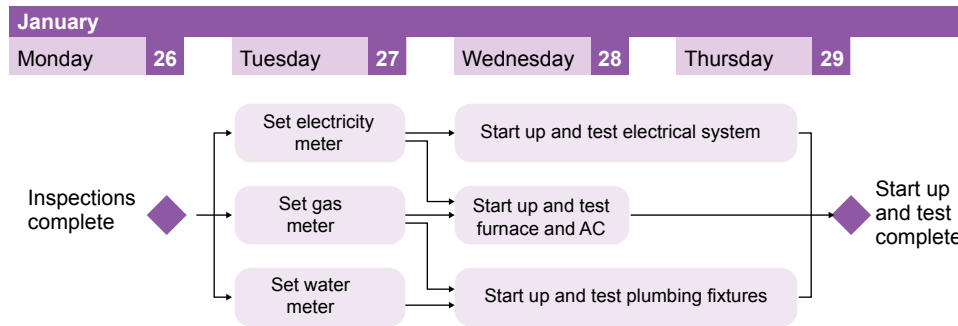 January
Monday 26 Tuesday 27 Wednesday 28 Thursday 29
Set electricity
meter
Start up and test electrical system
Inspections
complete
Set gas
meter
Start up and test
furnace and AC
Start up
and test
complete
Set water
meter
Start up and test plumbing fixtures